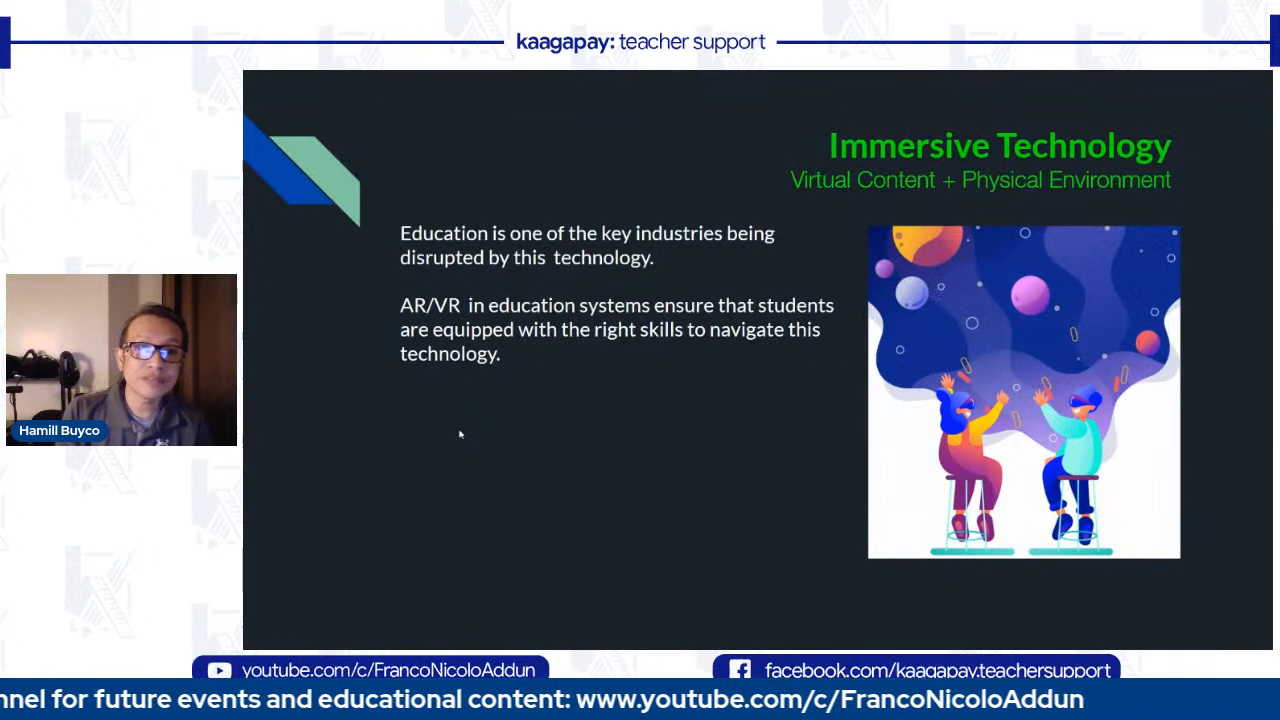 kaagapay: teacher support
Immersive Technology
Virtual Content + Physical Environment
Education is one of the key industries being
disrupted by this technology.
AR/VR in education systems ensure that students
are equipped with the right skills to navigate this
technology.
Hamill Buyco
youtube.com/c/FrancoNicoloAddun
facebook.com/kaagapay.teachersupport
for future events and educational content: www.youtube.com/c/FrancoNicoloAddun